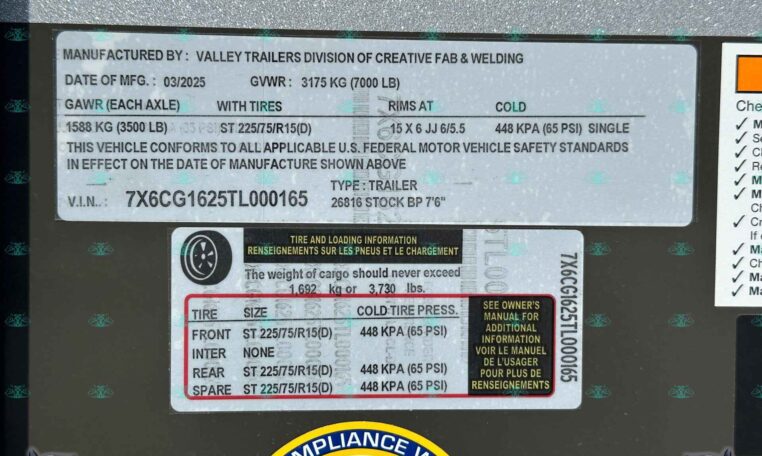 MANUFACTURED BY : VALLEY TRAILERS DIVISION OF CREATIVE FAB & WELDING
DATE OF MFG. : 03/2025 GVWR : 3175 KG (7000 LB)
GAWR (EACH AXLE) WITH TIRES RIMS AT COLD
1588 KG (3500 LB) ST 225/75/R15(D) 15 X 6 JJ 6/5.5 448 KPA (65 PSI) SINGLE
THIS VEHICLE CONFORMS TO ALL APPLICABLE U.S. FEDERAL MOTOR VEHICLE SAFETY STANDARDS
IN EFFECT ON THE DATE OF MANUFACTURE SHOWN ABOVE
TYPE : TRAILER
V.I.N.. : 7X6CG1625TL000165 26816 STOCK BP 7'6"
TIRE AND LOADING INFORMATION
RENSEIGNEMENTS SUR LES PNEUS ET LE CHARGEMENT
The weight of cargo should never exceed
1,692 kg or 3,730 lbs.
TIRE SIZE COLD TIRE PRESS.
FRONT ST 225/75/R15(D) 448 KPA (65 PSI)
INTER NONE
REAR ST 225/75/R15(D) 448 KPA (65 PSI)
SPARE ST 225/75/R15(D) 448 KPA (65 PSI)
SEE OWNER'S
MANUAL FOR
ADDITIONAL
INFORMATION
VOIR LE MANUEL
DE L'USAGER
POUR PLUS DE
RENSEIGNEMENTS
7X6CG1625TL000165